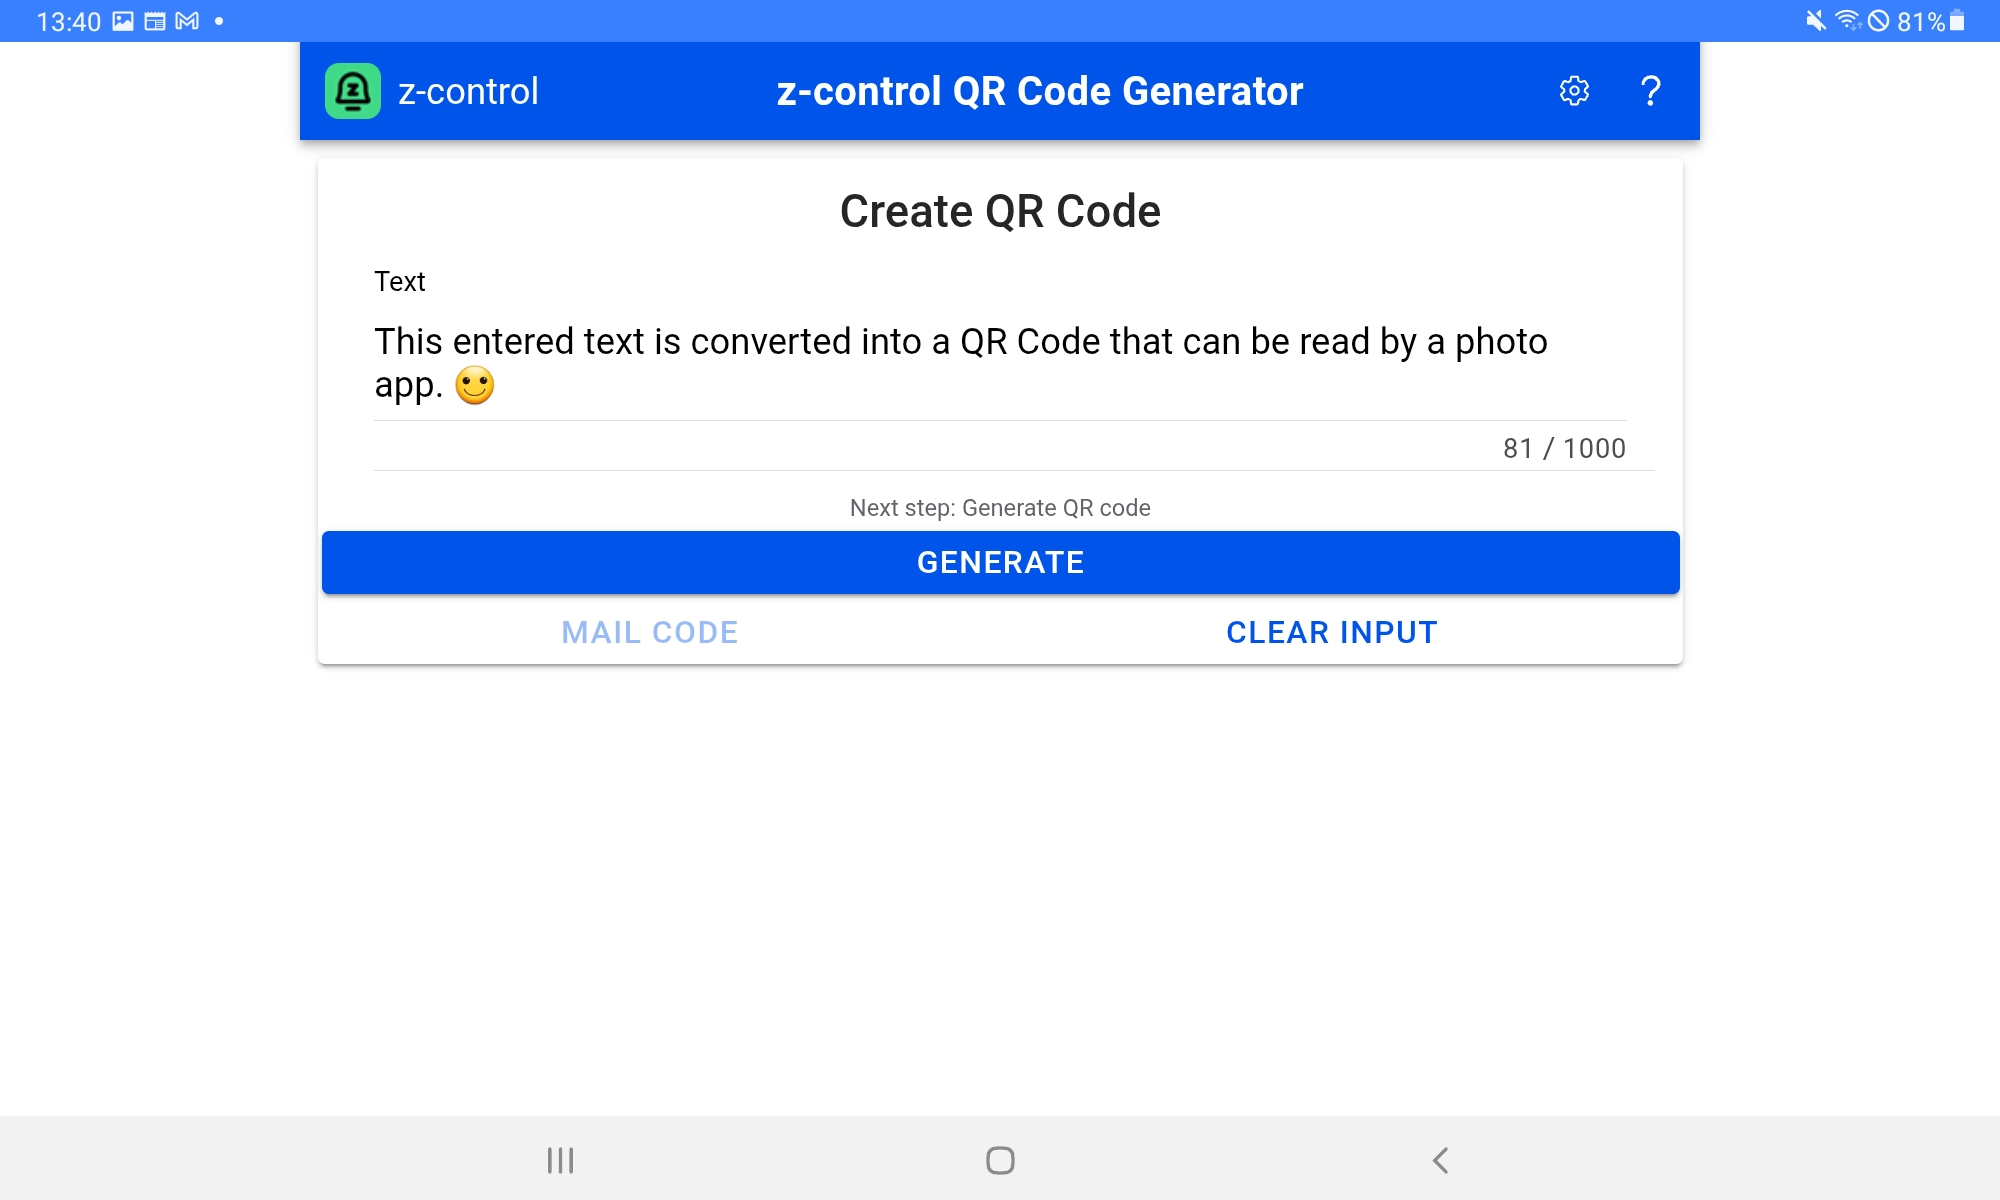 13:40
81%
z-control
z-control QR Code Generator
?
Create QR Code
Text
This entered text is converted into a QR Code that can be read by a photo
app. 🙂
81 / 1000
Next step: Generate QR code
GENERATE
MAIL CODE
CLEAR INPUT